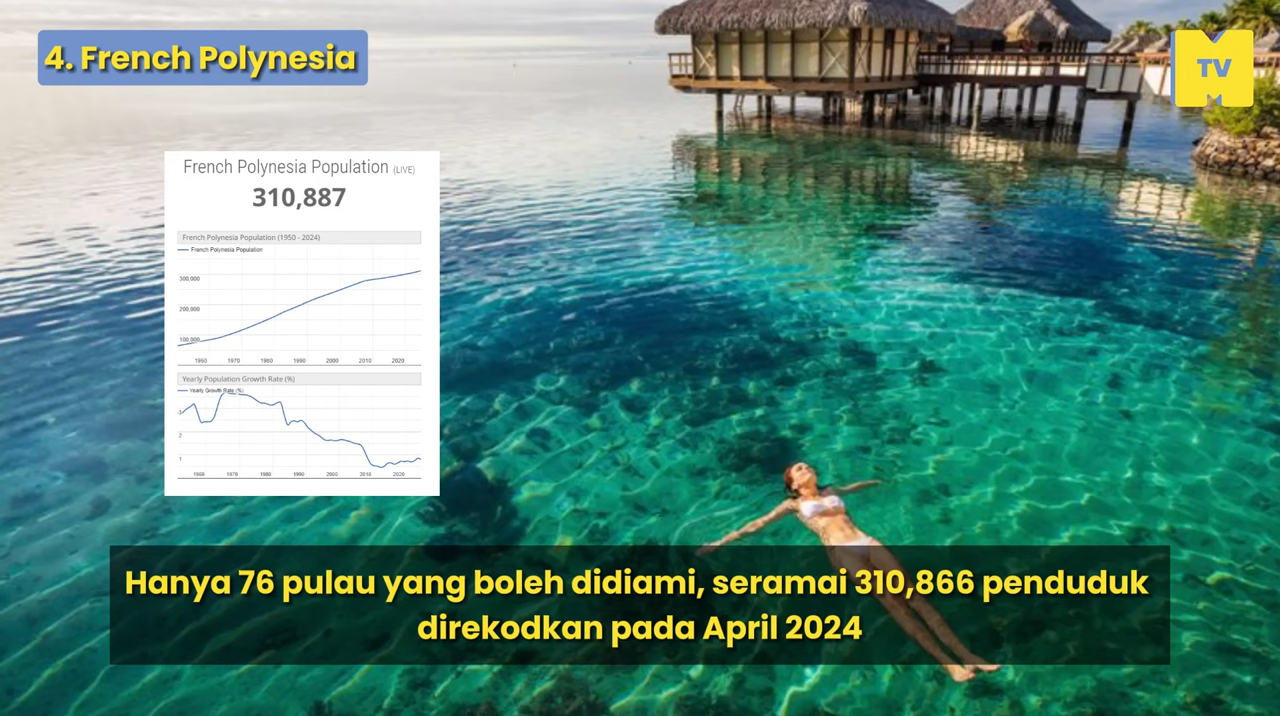 4. French Polynesia
TV
French Polynesia Population (LIVE)
310,887
French Polynesia Population (1950 - 2024)
French Polynesia Population
300,000
200,000
100,000
1960 1970 1980 1990 2000 2010 2020
Yearly Population Growth Rate (%)
Yearly Growth Rate (%)
3
2
1
1960 1970 1980 1990 2000 2010 2020
Hanya 76 pulau yang boleh didiami, seramai 310,866 penduduk
direkodkan pada April 2024